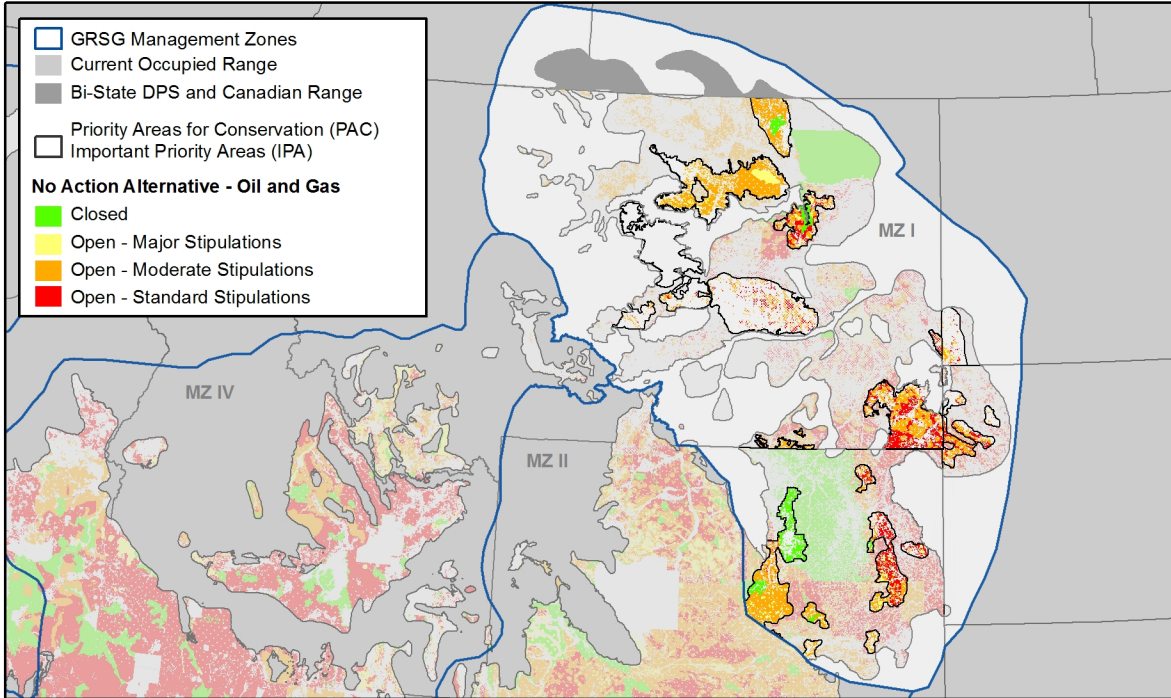 GRSG Management Zones
Current Occupied Range
Bi-State DPS and Canadian Range
Priority Areas for Conservation (PAC)
Important Priority Areas (IPA)
No Action Alternative - Oil and Gas
Closed
Open - Major Stipulations
Open - Moderate Stipulations
Open - Standard Stipulations
MZ I
MZ IV
MZ II